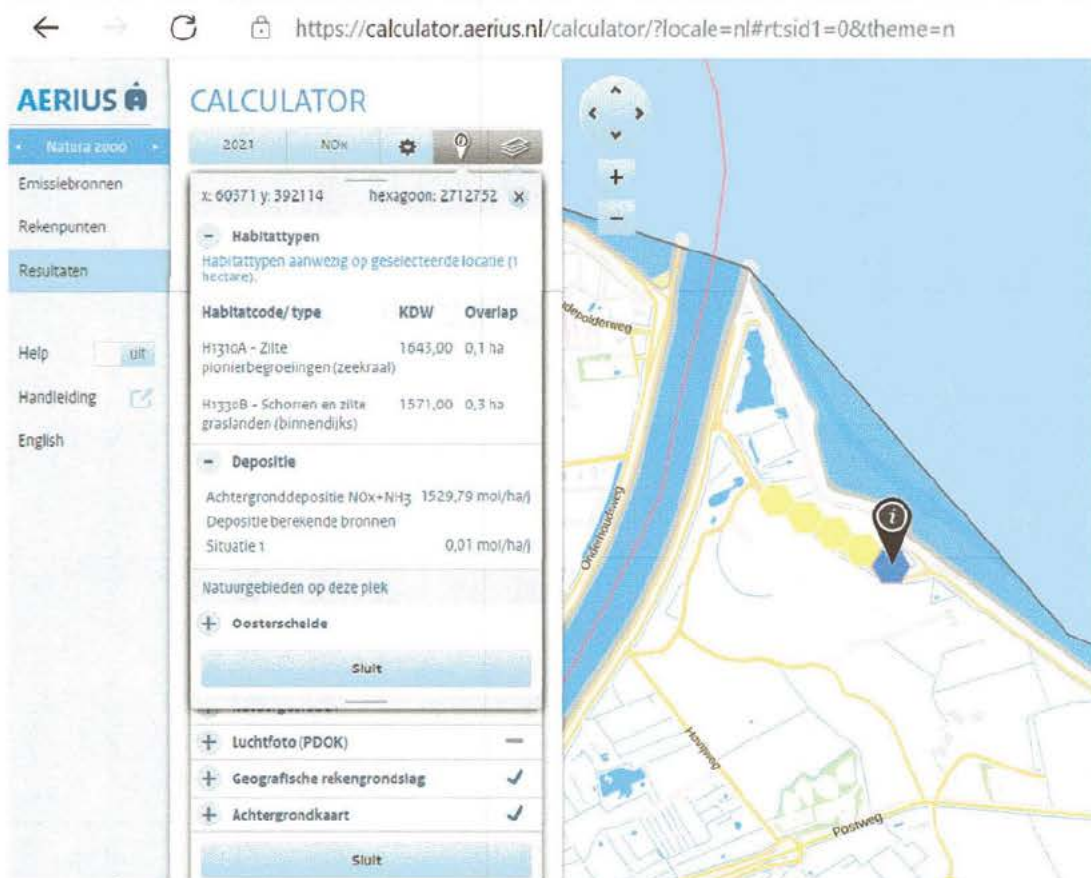 https://calculator.aerius.nl/calculator/?locale=nl#rt:sid1=0&theme=n
AERIUS
CALCULATOR
Natura 2000
2021
NOx
Emissiebronnen
Rekenpunten
Resultaten
Help
uit
Handleiding
English
x: 60371 y: 392114
hexagoon: 2712752
Habitattypen
Habitattypen aanwezig op geselecteerde locatie (1
hectare).
Habitatcode/ type KDW Overlap
H1310A - Zilte 1643,00 0,1 ha
pionierbegroeiingen (zeekraal)
H1330B - Schorren en zilte 1571,00 0,3 ha
graslanden (binnendijks)
Depositie
Achtergronddepositie NOx+NH3 1529,79 mol/ha/j
Depositie berekende bronnen
Situatie 1 0,01 mol/ha/j
Natuurgebieden op deze plek
Oosterschelde
Sluit
Luchtfoto (PDOK)
Geografische rekengrondslag
Achtergrondkaart
Sluit
+
−
depolderweg
Onderhoudsweg
i
Havijweg
Postweg